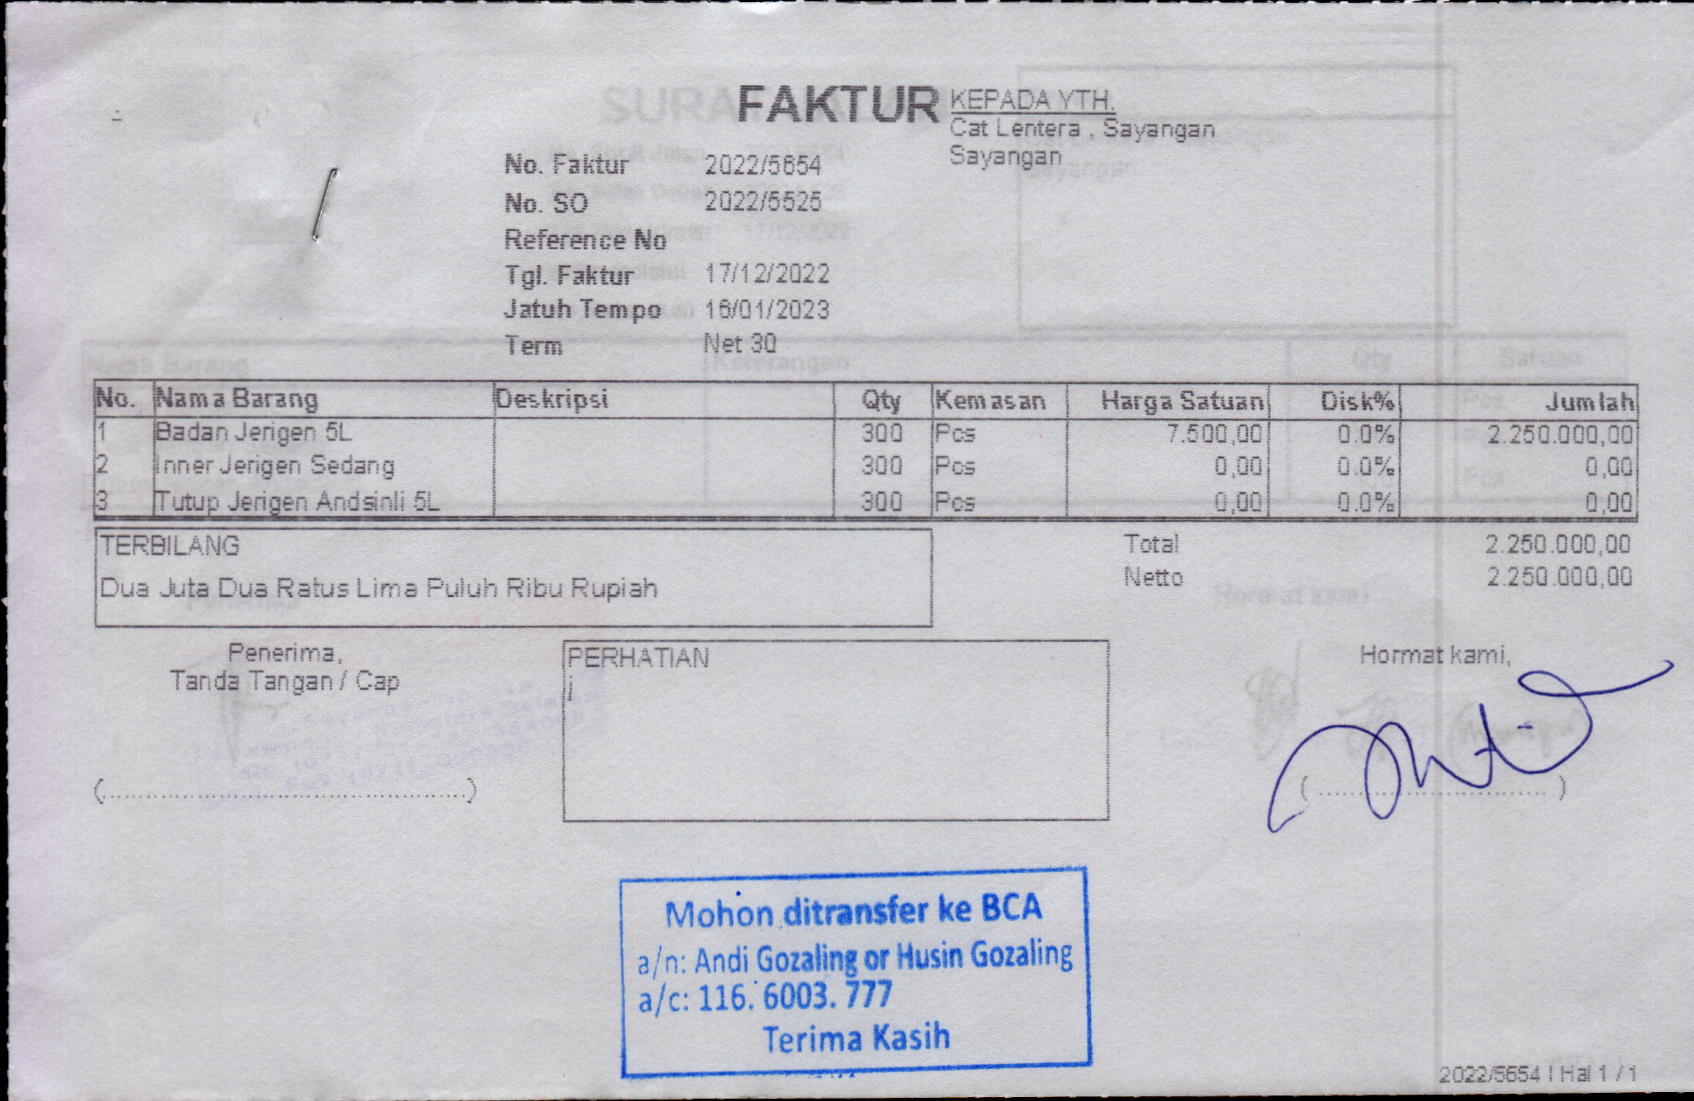 FAKTUR
KEPADA YTH.
Cat Lentera , Sayangan
Sayangan
No. Faktur 2022/5654
No. SO 2022/5525
Reference No
Tgl. Faktur 17/12/2022
Jatuh Tempo 16/01/2023
Term Net 30
No. Nama Barang Deskripsi Qty Kemasan Harga Satuan Disk% Jumlah
1 Badan Jerigen 5L 300 Pcs 7.500,00 0.0% 2.250.000,00
2 Inner Jerigen Sedang 300 Pcs 0,00 0.0% 0,00
3 Tutup Jerigen Andsinli 5L 300 Pcs 0,00 0.0% 0,00
TERBILANG
Dua Juta Dua Ratus Lima Puluh Ribu Rupiah
Total 2.250.000,00
Netto 2.250.000,00
Penerima,
Tanda Tangan / Cap
(......................................................)
PERHATIAN
j
Hormat kami,
(..................................)
Mohon ditransfer ke BCA
a/n: Andi Gozaling or Husin Gozaling
a/c: 116. 6003. 777
Terima Kasih
2022/5654 | Hal 1 / 1